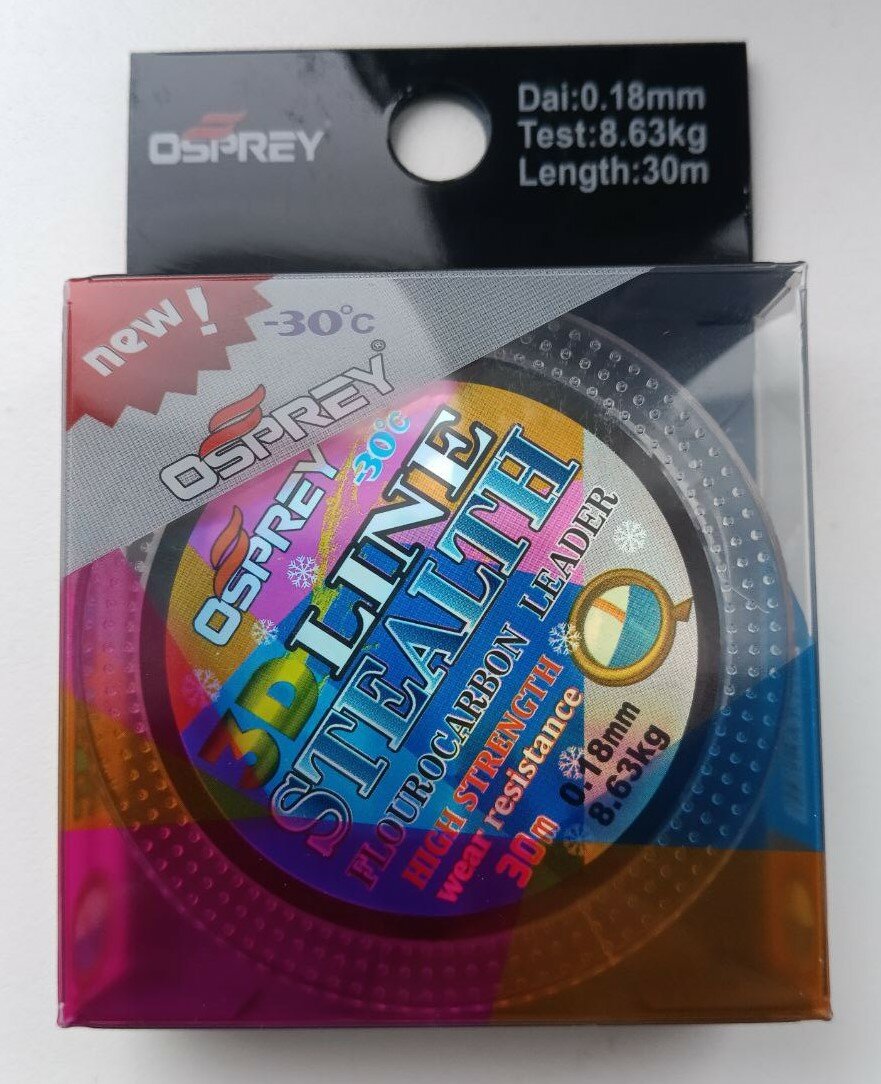 OSPREY
Dai:0.18mm
Test:8.63kg
Length:30m
new!
-30°C
OSPREY®
-30°C
OSPREY
3D LINE
STEALTH
FLOUROCARBON LEADER
HIGH STRENGTH
wear resistance
30m
0.18mm
8.63kg